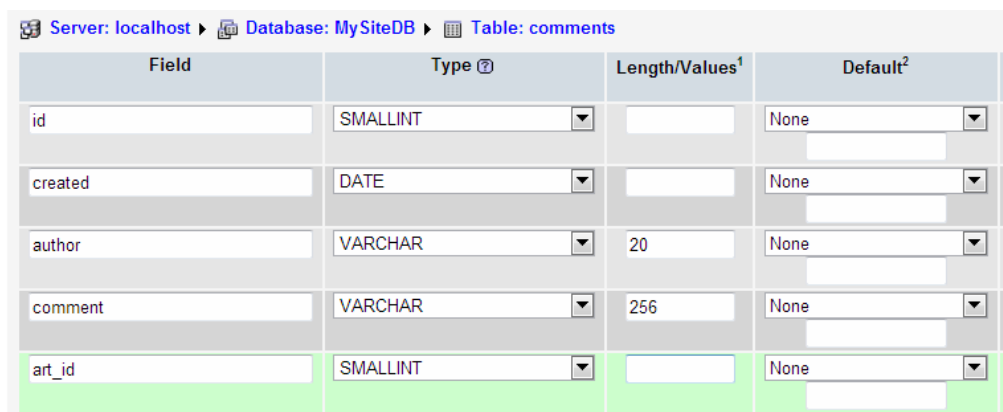 Server: localhost ▸ Database: MySiteDB ▸ Table: comments
Field Type Length/Values¹ Default²
id SMALLINT None
created DATE None
author VARCHAR 20 None
comment VARCHAR 256 None
art_id SMALLINT None